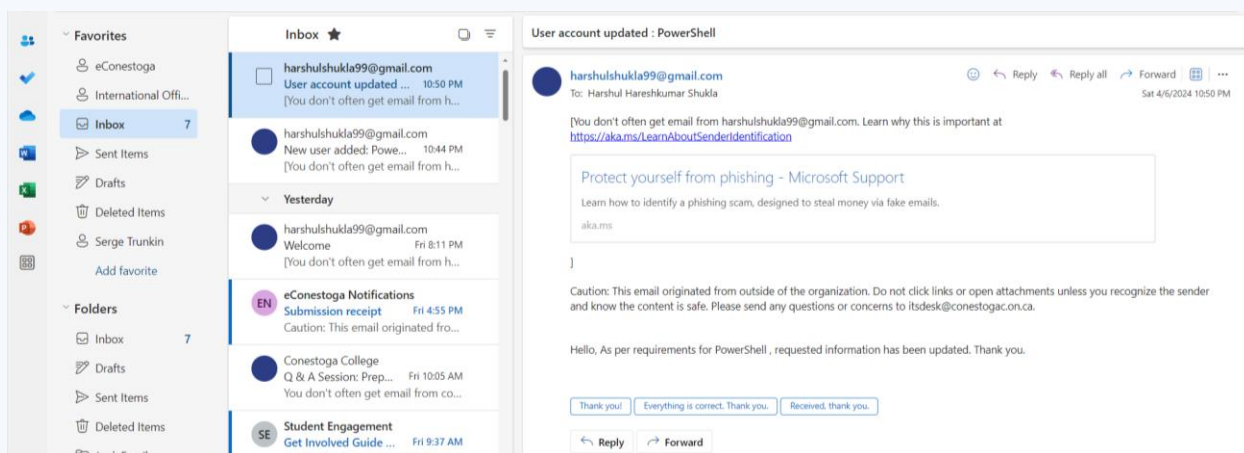 Favorites
eConestoga
International Offi...
Inbox 7
Sent Items
Drafts
Deleted Items
Serge Trunkin
Add favorite
Folders
Inbox 7
Drafts
Sent Items
Deleted Items
Inbox
harshulshukla99@gmail.com
User account updated ... 10:50 PM
[You don't often get email from h...
harshulshukla99@gmail.com
New user added: Powe... 10:44 PM
[You don't often get email from h...
Yesterday
harshulshukla99@gmail.com
Welcome Fri 8:11 PM
[You don't often get email from h...
EN
eConestoga Notifications
Submission receipt Fri 4:55 PM
Caution: This email originated fro...
Conestoga College
Q & A Session: Prep... Fri 10:05 AM
You don't often get email from co...
SE
Student Engagement
Get Involved Guide ... Fri 9:37 AM
User account updated : PowerShell
harshulshukla99@gmail.com
Reply Reply all Forward ...
To: Harshul Hareshkumar Shukla
Sat 4/6/2024 10:50 PM
[You don't often get email from harshulshukla99@gmail.com. Learn why this is important at
https://aka.ms/LearnAboutSenderIdentification
Protect yourself from phishing - Microsoft Support
Learn how to identify a phishing scam, designed to steal money via fake emails.
aka.ms
]
Caution: This email originated from outside of the organization. Do not click links or open attachments unless you recognize the sender
and know the content is safe. Please send any questions or concerns to itsdesk@conestogac.on.ca.
Hello, As per requirements for PowerShell , requested information has been updated. Thank you.
Thank you! Everything is correct. Thank you. Received, thank you.
Reply Forward